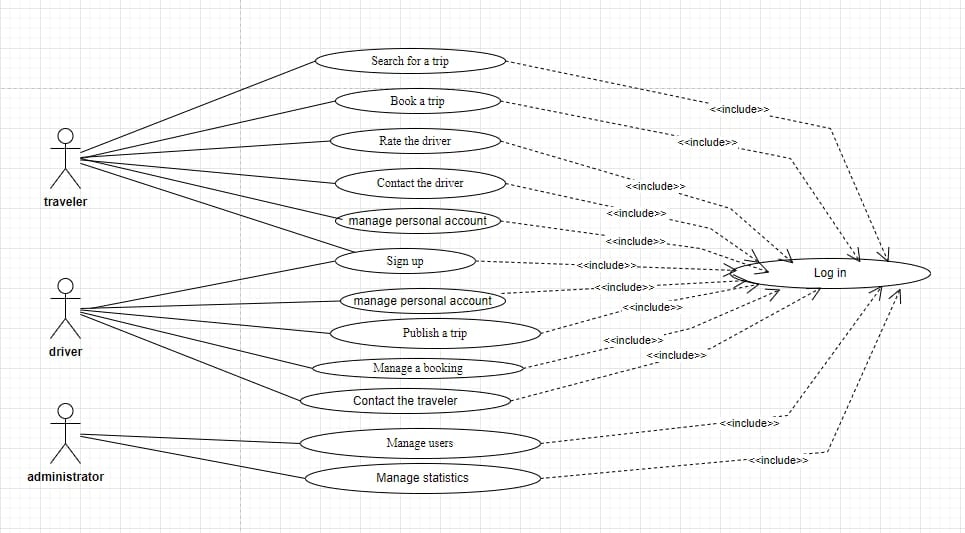 Search for a trip
<<include>>
Book a trip
<<include>>
Rate the driver
traveler
Contact the driver
<<include>>
<<include>>
manage personal account
<<include>>
Sign up
<<include>>
Log in
manage personal account
<<include>>
driver
Publish a trip
<<include>>
Manage a booking
<<include>>
<<include>>
Contact the traveler
administrator
Manage users
<<include>>
Manage statistics
<<include>>